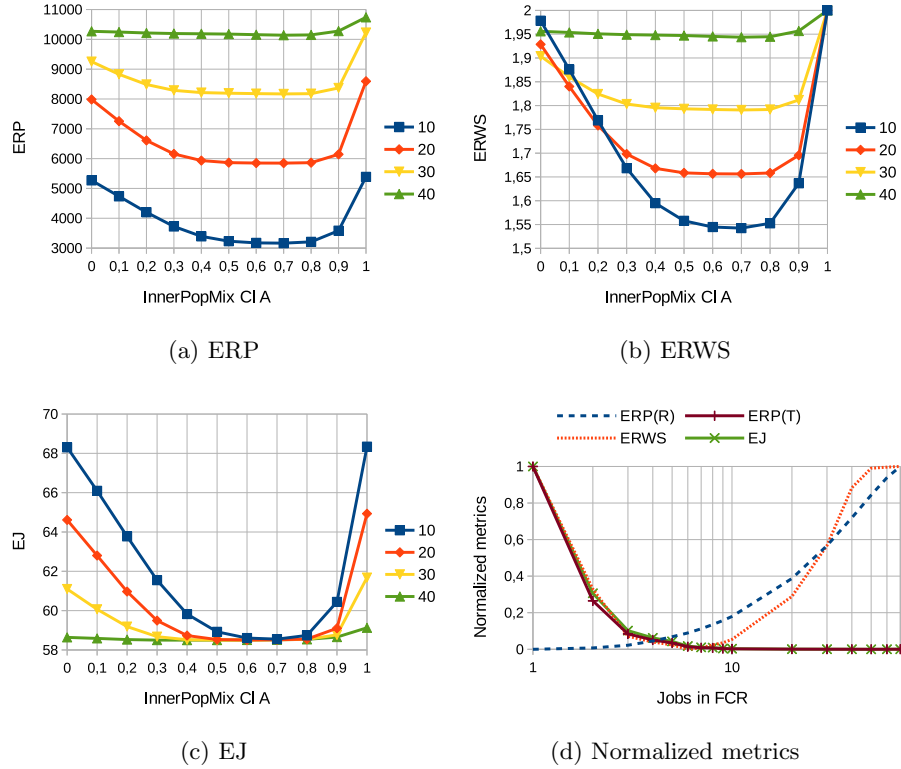 11000
10000
9000
8000
7000
6000
5000
4000
3000
ERP
0 0,1 0,2 0,3 0,4 0,5 0,6 0,7 0,8 0,9 1
InnerPopMix Cl A
10
20
30
40
(a) ERP
2
1,95
1,9
1,85
1,8
1,75
1,7
1,65
1,6
1,55
1,5
ERWS
0 0,1 0,2 0,3 0,4 0,5 0,6 0,7 0,8 0,9 1
InnerPopMix Cl A
10
20
30
40
(b) ERWS
70
68
66
64
62
60
58
EJ
0 0,1 0,2 0,3 0,4 0,5 0,6 0,7 0,8 0,9 1
InnerPopMix Cl A
10
20
30
40
(c) EJ
ERP(R) ERP(T)
ERWS EJ
1
0,8
0,6
0,4
0,2
0
Normalized metrics
1 10
Jobs in FCR
(d) Normalized metrics